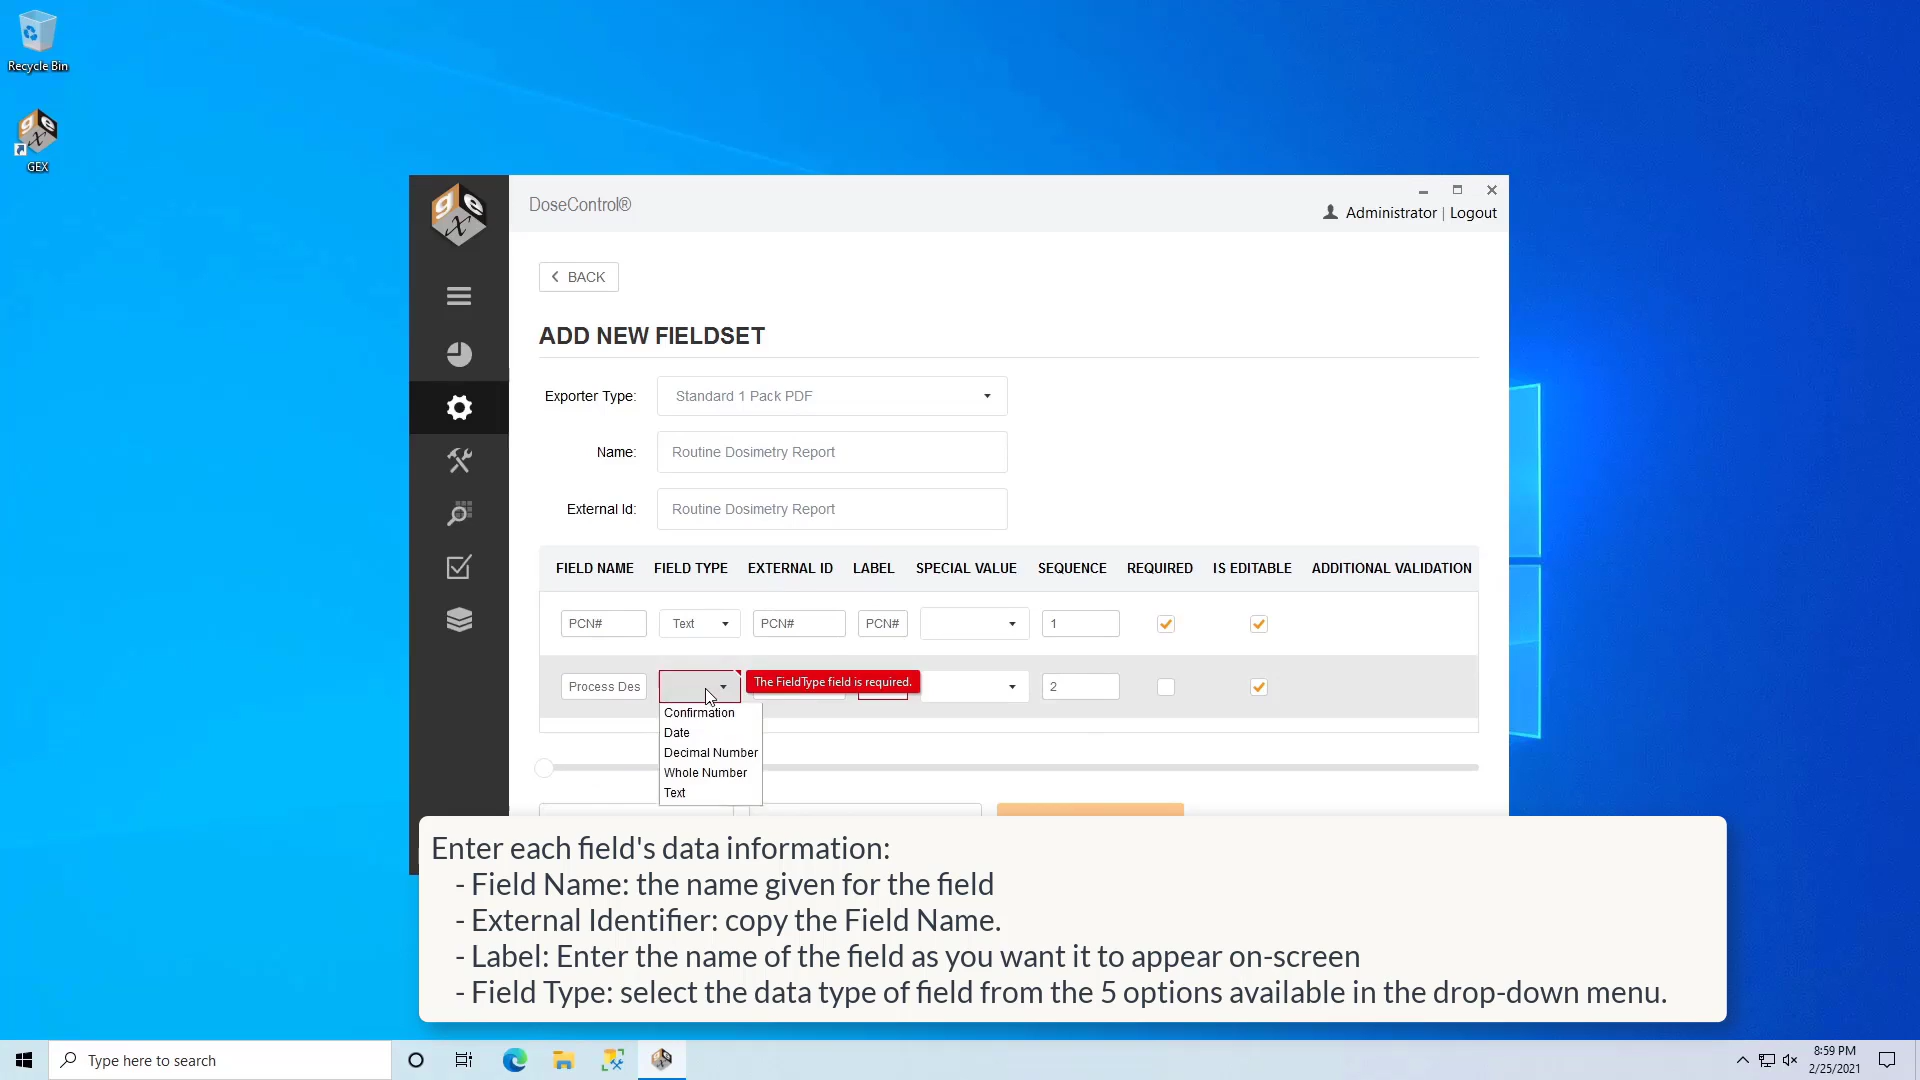 Recycle Bin
GEX
DoseControl®
Administrator | Logout
BACK
ADD NEW FIELDSET
Exporter Type: Standard 1 Pack PDF
Name: Routine Dosimetry Report
External Id: Routine Dosimetry Report
FIELD NAME FIELD TYPE EXTERNAL ID LABEL SPECIAL VALUE SEQUENCE REQUIRED IS EDITABLE ADDITIONAL VALIDATION
PCN# Text PCN# PCN# 1
Process Des The FieldType field is required. 2
Confirmation
Date
Decimal Number
Whole Number
Text
Enter each field's data information:
- Field Name: the name given for the field
- External Identifier: copy the Field Name.
- Label: Enter the name of the field as you want it to appear on-screen
- Field Type: select the data type of field from the 5 options available in the drop-down menu.
Type here to search
8:59 PM
2/25/2021